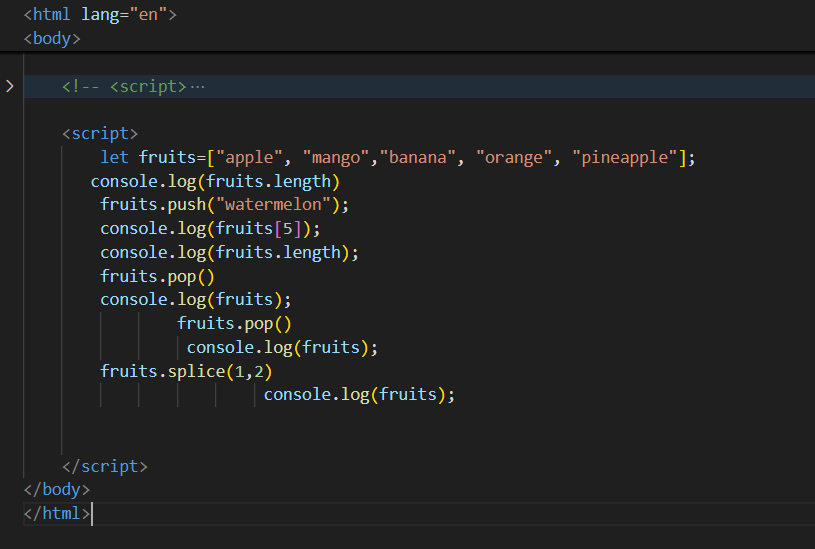 <html lang="en">
<body>
<!-- <script>...
<script>
let fruits=["apple", "mango","banana", "orange", "pineapple"];
console.log(fruits.length)
fruits.push("watermelon");
console.log(fruits[5]);
console.log(fruits.length);
fruits.pop()
console.log(fruits);
fruits.pop()
console.log(fruits);
fruits.splice(1,2)
console.log(fruits);
</script>
</body>
</html>